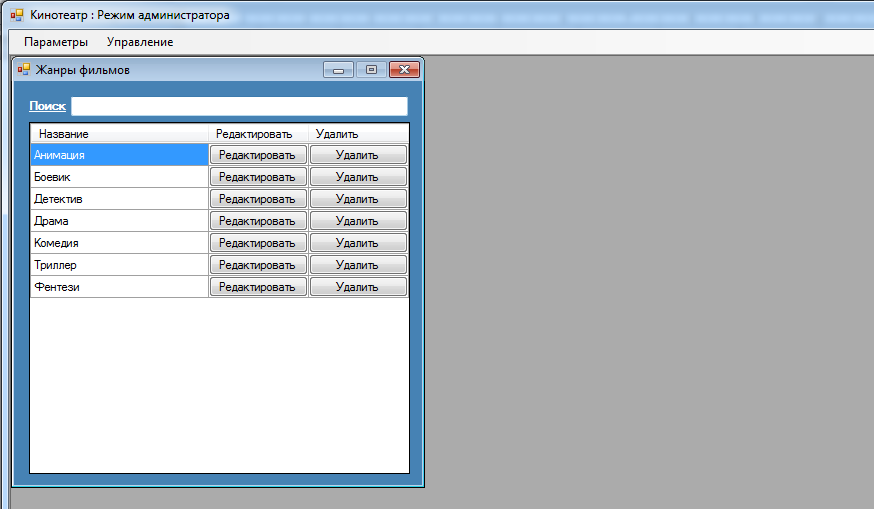 Кинотеатр : Режим администратора
Параметры Управление
Жанры фильмов
Поиск
Название Редактировать Удалить
Анимация Редактировать Удалить
Боевик Редактировать Удалить
Детектив Редактировать Удалить
Драма Редактировать Удалить
Комедия Редактировать Удалить
Триллер Редактировать Удалить
Фентези Редактировать Удалить